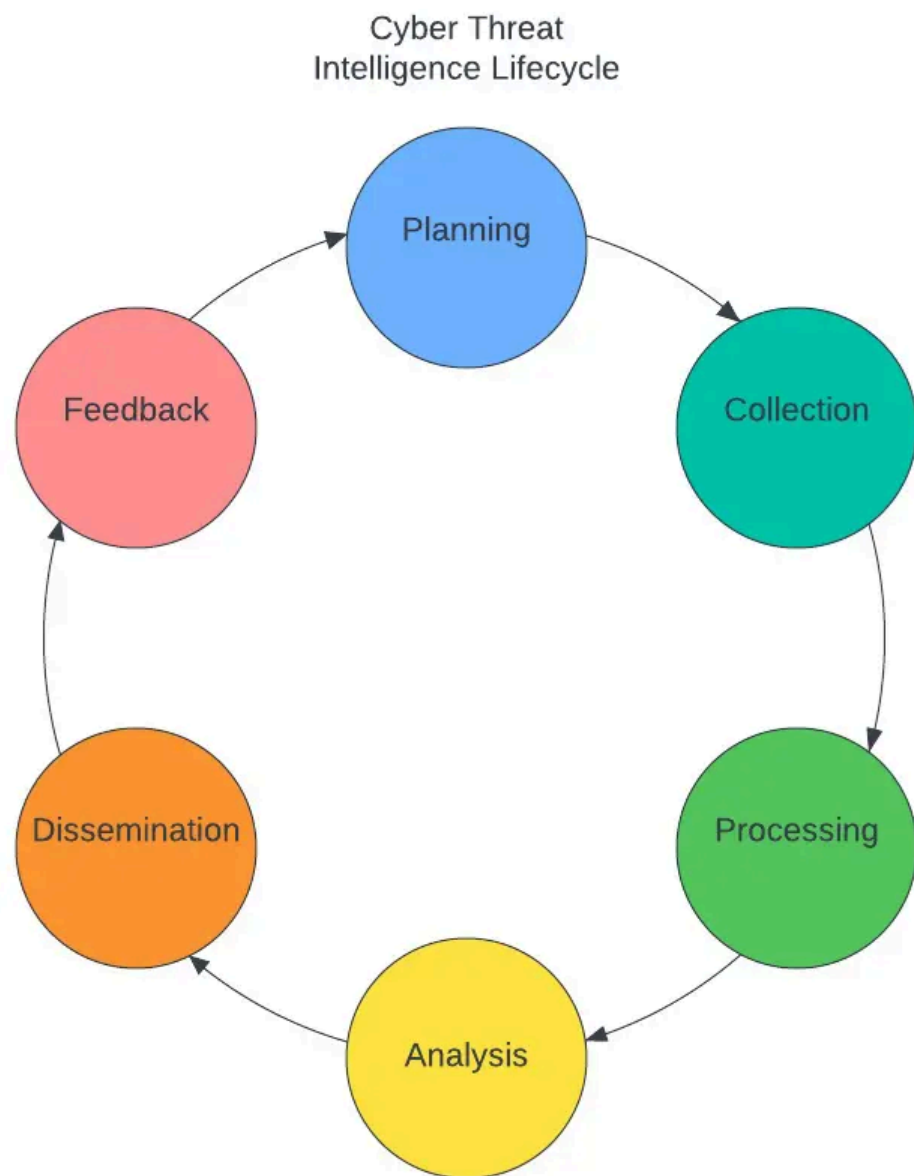 Cyber Threat
Intelligence Lifecycle
Planning
Collection
Processing
Analysis
Dissemination
Feedback